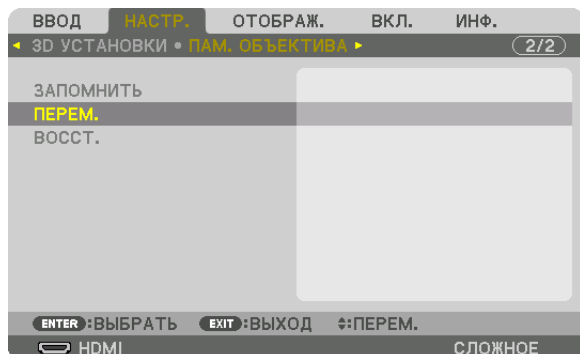 ВВОД НАСТР. ОТОБРАЖ. ВКЛ. ИНФ.
3D УСТАНОВКИ • ПАМ. ОБЪЕКТИВА 2/2
ЗАПОМНИТЬ
ПЕРЕМ.
ВОССТ.
ENTER :ВЫБРАТЬ EXIT :ВЫХОД :ПЕРЕМ.
HDMI СЛОЖНОЕ